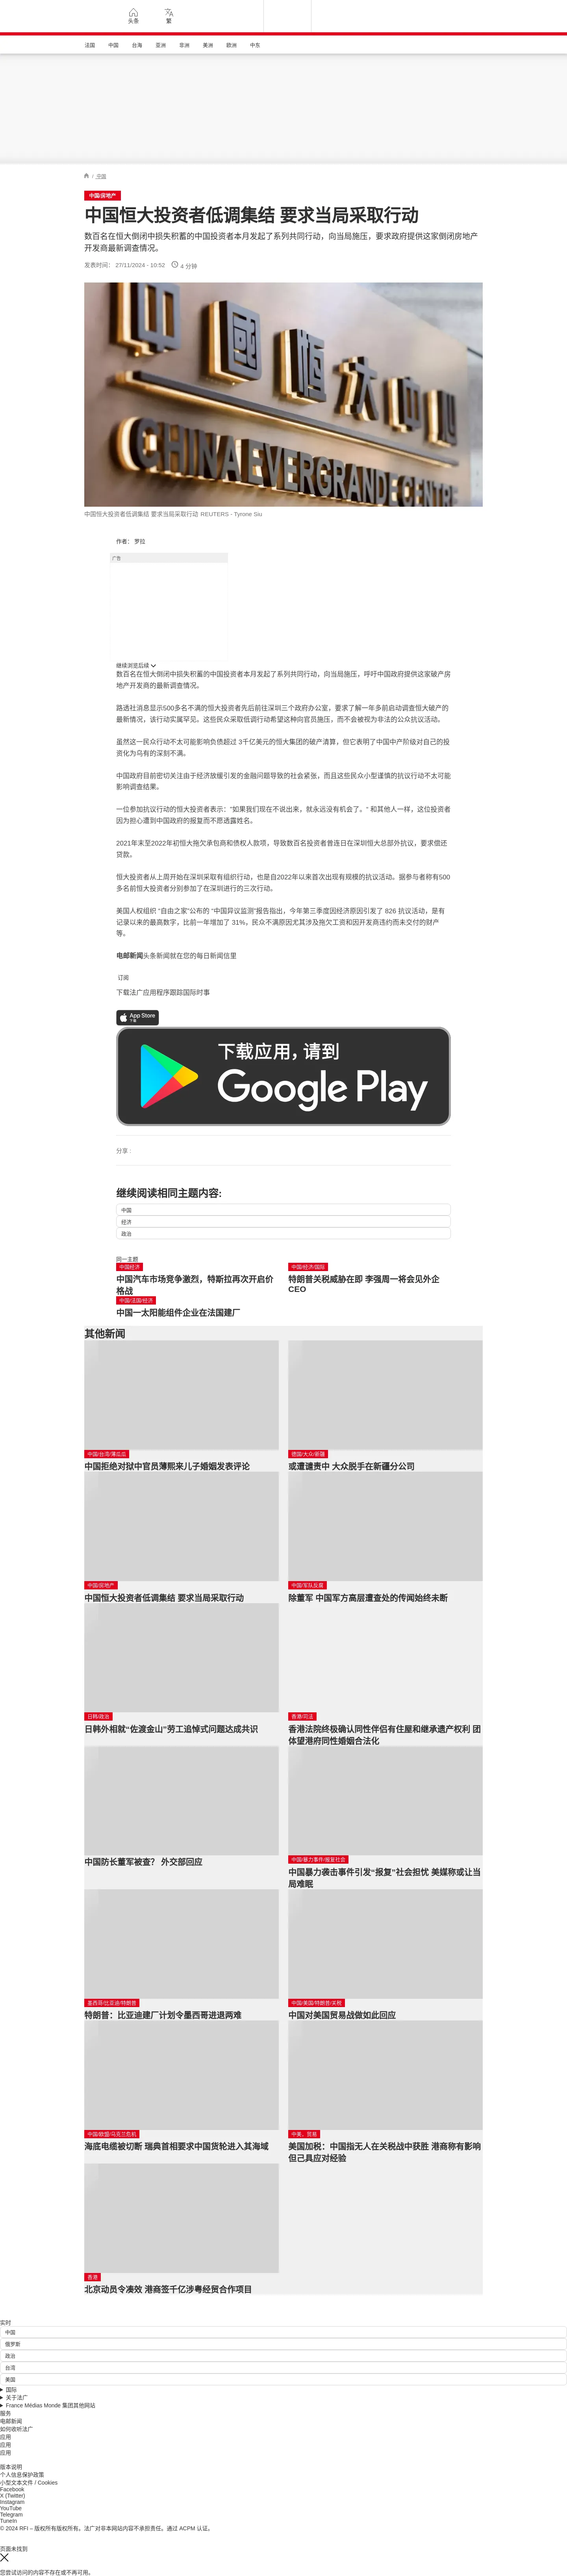 头条
繁
法国
中国
台海
亚洲
非洲
美洲
欧洲
中东
/ 中国
中国/房地产
中国恒大投资者低调集结 要求当局采取行动
数百名在恒大倒闭中损失积蓄的中国投资者本月发起了系列共同行动，向当局施压，要求政府提供这家倒闭房地产
开发商最新调查情况。
发表时间： 27/11/2024 - 10:52 4 分钟
中國恒大集团
CHINA EVERGRANDE CENTRE
中国恒大投资者低调集结 要求当局采取行动 REUTERS - Tyrone Siu
作者： 罗拉
广告
继续浏览后续
数百名在恒大倒闭中损失积蓄的中国投资者本月发起了系列共同行动，向当局施压，呼吁中国政府提供这家破产房
地产开发商的最新调查情况。
路透社消息显示500多名不满的恒大投资者先后前往深圳三个政府办公室，要求了解一年多前启动调查恒大破产的
最新情况，该行动实属罕见。这些民众采取低调行动希望这种向官员施压，而不会被视为非法的公众抗议活动。
虽然这一民众行动不太可能影响负债超过 3千亿美元的恒大集团的破产清算，但它表明了中国中产阶级对自己的投
资化为乌有的深刻不满。
中国政府目前密切关注由于经济放缓引发的金融问题导致的社会紧张，而且这些民众小型谨慎的抗议行动不太可能
影响调查结果。
一位参加抗议行动的恒大投资者表示：“如果我们现在不说出来，就永远没有机会了。” 和其他人一样，这位投资者
因为担心遭到中国政府的报复而不愿透露姓名。
2021年末至2022年初恒大拖欠承包商和债权人款项，导致数百名投资者曾连日在深圳恒大总部外抗议，要求偿还
贷款。
恒大投资者从上周开始在深圳采取有组织行动，也是自2022年以来首次出现有规模的抗议活动。据参与者称有500
多名前恒大投资者分别参加了在深圳进行的三次行动。
美国人权组织 “自由之家”公布的 “中国异议监测”报告指出，今年第三季度因经济原因引发了 826 抗议活动，是有
记录以来的最高数字，比前一年增加了 31%，民众不满原因尤其涉及拖欠工资和因开发商违约而未交付的财产
等。
电邮新闻头条新闻就在您的每日新闻信里
订阅
下载法广应用程序跟踪国际时事
App Store
下载
下载应用，请到
Google Play
分享 :
继续阅读相同主题内容:
中国
经济
政治
同一主题
中国经济
中国汽车市场竞争激烈，特斯拉再次开启价
格战
中国/经济/国际
特朗普关税威胁在即 李强周一将会见外企
CEO
中国/法国/经济
中国一太阳能组件企业在法国建厂
其他新闻
中国/台湾/薄瓜瓜
中国拒绝对狱中官员薄熙来儿子婚姻发表评论
德国/大众/新疆
或遭谴责中 大众脱手在新疆分公司
中国/房地产
中国恒大投资者低调集结 要求当局采取行动
中国/军队反腐
除董军 中国军方高层遭查处的传闻始终未断
日韩/政治
日韩外相就“佐渡金山”劳工追悼式问题达成共识
香港/司法
香港法院终极确认同性伴侣有住屋和继承遗产权利 团
体望港府同性婚姻合法化
中国防长董军被查？ 外交部回应
中国/暴力事件/报复社会
中国暴力袭击事件引发“报复”社会担忧 美媒称或让当
局难眠
墨西哥/比亚迪/特朗普
特朗普：比亚迪建厂计划令墨西哥进退两难
中国/美国/特朗普/关税
中国对美国贸易战做如此回应
中国/欧盟/乌克兰危机
海底电缆被切断 瑞典首相要求中国货轮进入其海域
中美、贸易
美国加税：中国指无人在关税战中获胜 港商称有影响
但己具应对经验
香港
北京动员令凑效 港商签千亿涉粤经贸合作项目
实时
中国
俄罗斯
政治
台湾
美国
国际
关于法广
France Médias Monde 集团其他网站
服务
电邮新闻
如何收听法广
应用
应用
应用
版本说明
个人信息保护政策
小型文本文件 / Cookies
Facebook
X (Twitter)
Instagram
YouTube
Telegram
TuneIn
© 2024 RFI – 版权所有版权所有。法广对非本网站内容不承担责任。通过 ACPM 认证。
页面未找到
您尝试访问的内容不存在或不再可用。